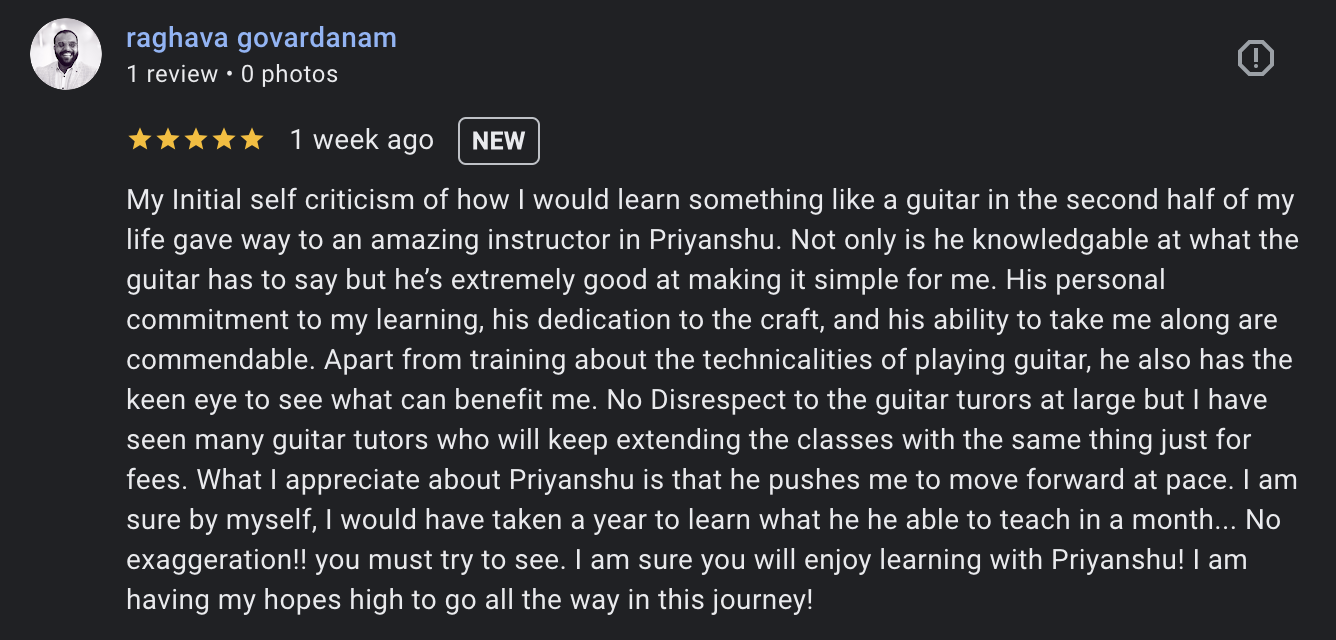 raghava govardanam
1 review • 0 photos
★★★★★ 1 week ago NEW
My Initial self criticism of how I would learn something like a guitar in the second half of my
life gave way to an amazing instructor in Priyanshu. Not only is he knowledgable at what the
guitar has to say but he’s extremely good at making it simple for me. His personal
commitment to my learning, his dedication to the craft, and his ability to take me along are
commendable. Apart from training about the technicalities of playing guitar, he also has the
keen eye to see what can benefit me. No Disrespect to the guitar turors at large but I have
seen many guitar tutors who will keep extending the classes with the same thing just for
fees. What I appreciate about Priyanshu is that he pushes me to move forward at pace. I am
sure by myself, I would have taken a year to learn what he he able to teach in a month... No
exaggeration!! you must try to see. I am sure you will enjoy learning with Priyanshu! I am
having my hopes high to go all the way in this journey!